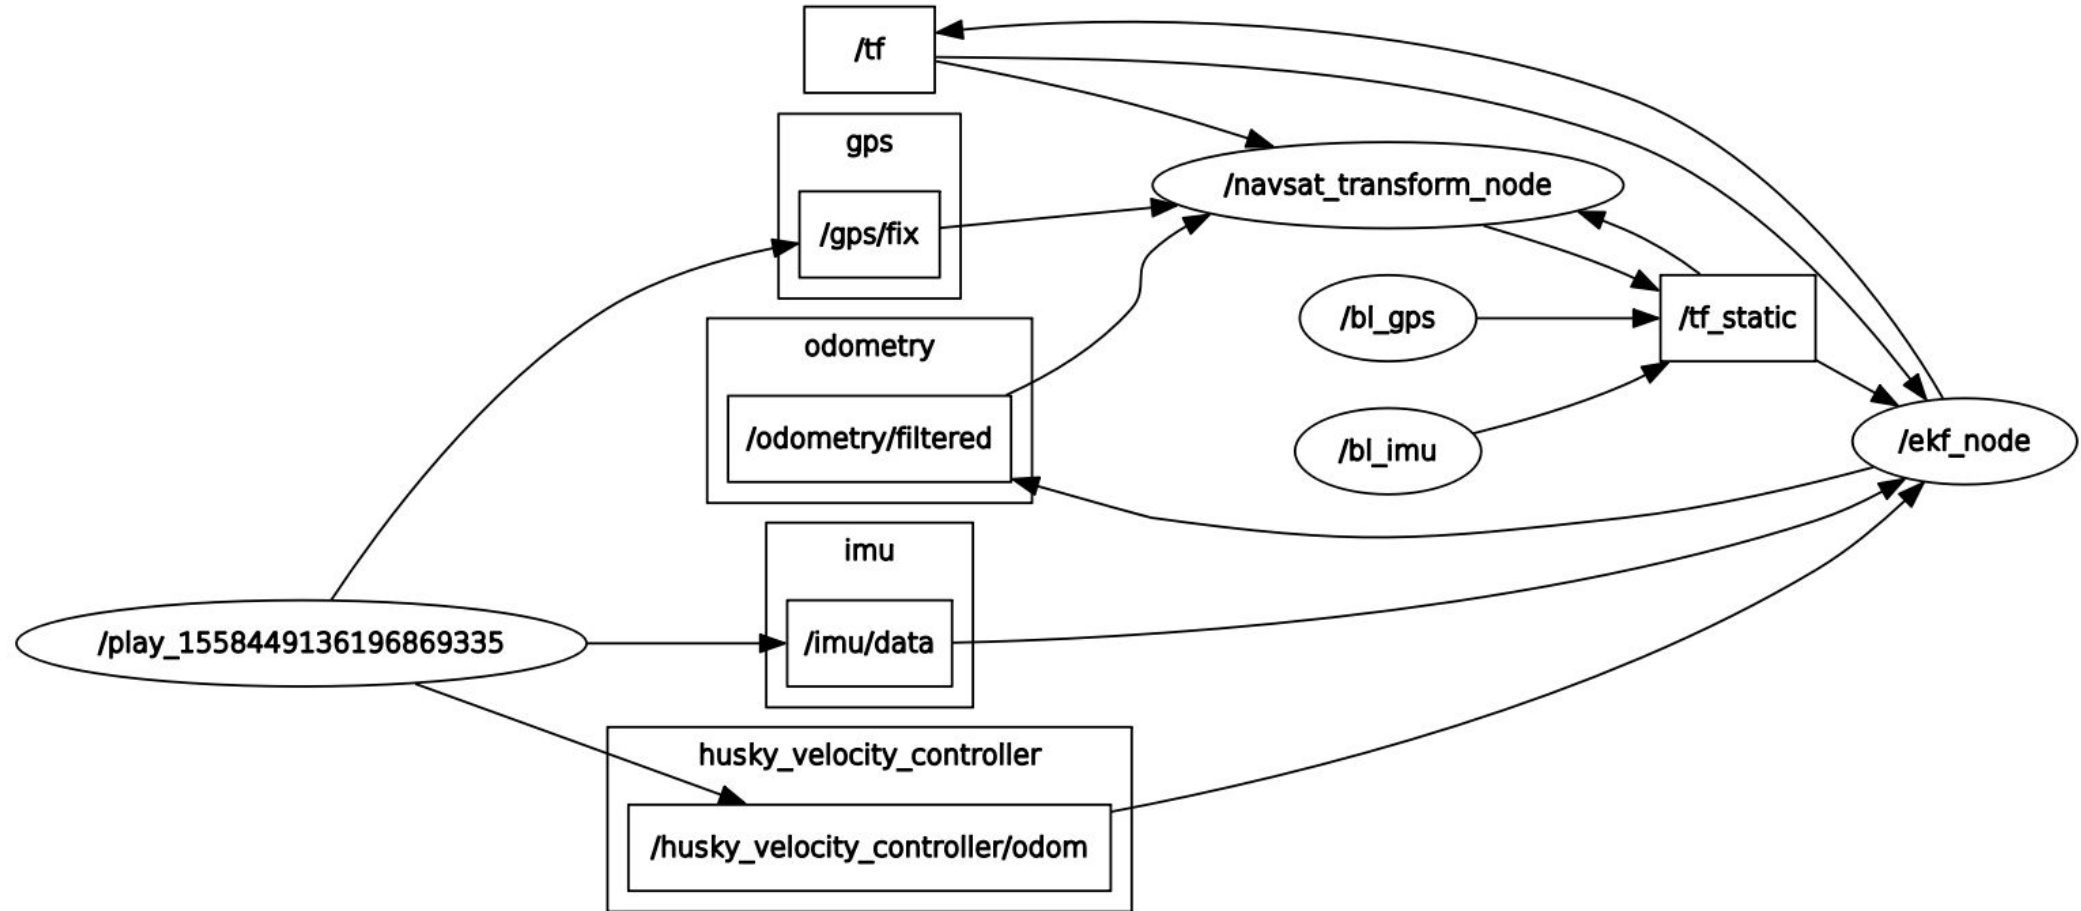 /tf
gps
/navsat_transform_node
/gps/fix
/bl_gps
/tf_static
odometry
/odometry/filtered
/bl_imu
/ekf_node
imu
/play_1558449136196869335
/imu/data
husky_velocity_controller
/husky_velocity_controller/odom